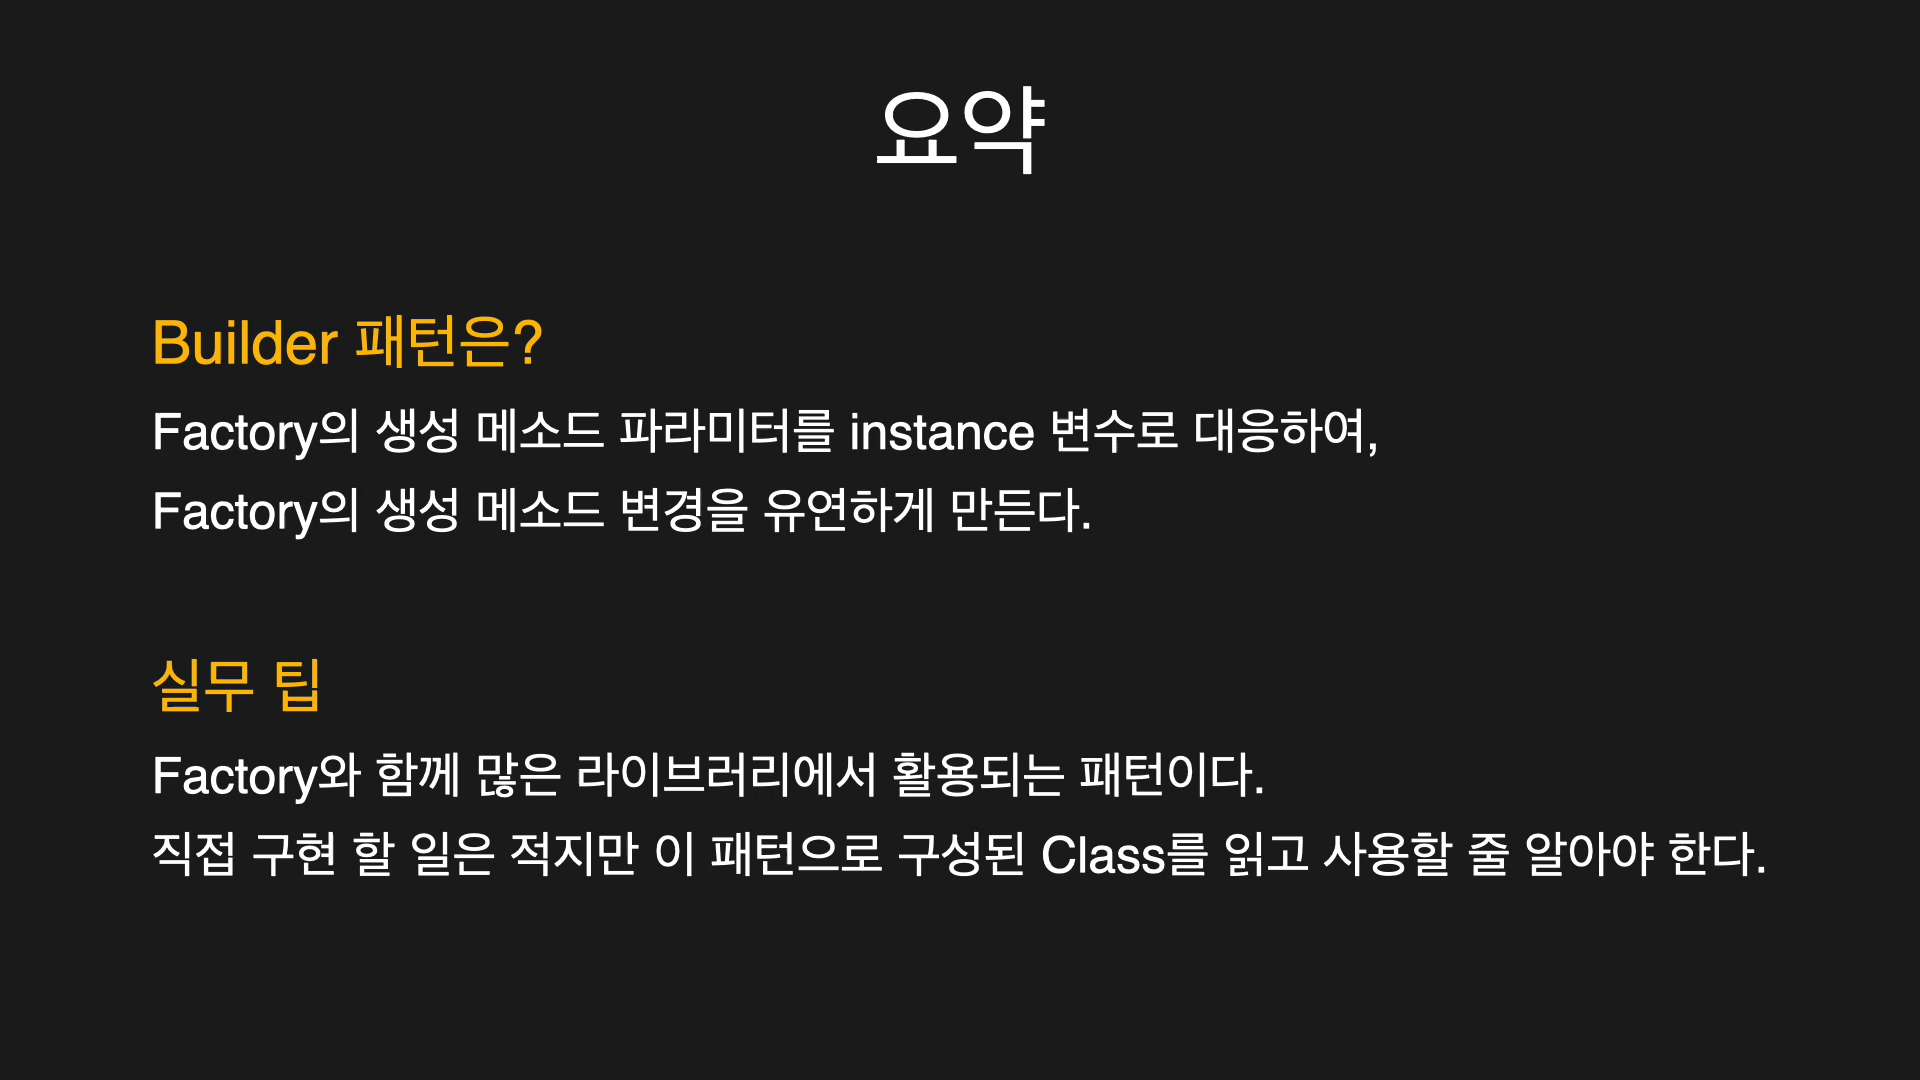 요약
Builder 패턴은?
Factory의 생성 메소드 파라미터를 instance 변수로 대응하여,
Factory의 생성 메소드 변경을 유연하게 만든다.
실무 팁
Factory와 함께 많은 라이브러리에서 활용되는 패턴이다.
직접 구현 할 일은 적지만 이 패턴으로 구성된 Class를 읽고 사용할 줄 알아야 한다.